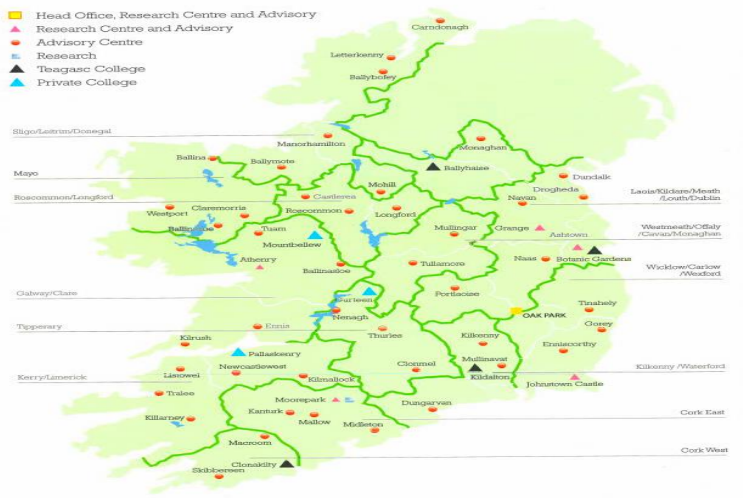 Head Office, Research Centre and Advisory
Research Centre and Advisory
Advisory Centre
Research
Teagasc College
Private College
Carndonagh
Letterkenny
Ballybofey
Sligo/Leitrim/Donegal
Manorhamilton
Monaghan
Ballina
Ballymote
Ballyhaise
Mayo
Dundalk
Mohill
Drogheda
Roscommon/Longford
Castlerea
Navan
Laois/Kildare/Meath
/Louth/Dublin
Westport
Claremorris
Roscommon
Longford
Tuam
Mullingar
Grange
Westmeath/Offaly
/Cavan/Monaghan
Ashtown
Mountbellew
Athenry
Ballinasloe
Tullamore
Naas
Botanic Gardens
Wicklow/Carlow
/Wexford
Galway/Clare
Portlaoise
Tinahely
Nenagh
OAK PARK
Tipperary
Ennis
Thurles
Kilkenny
Gorey
Kilrush
Enniscorthy
Pallaskenry
Mullinavat
Kerry/Limerick
Listowel
Newcastlewest
Clonmel
Kilkenny/Waterford
Kilmallock
Kildalton
Johnstown Castle
Tralee
Moorepark
Dungarvan
Killarney
Kanturk
Mallow
Midleton
Cork East
Macroom
Cork West
Clonakilty
Skibbereen